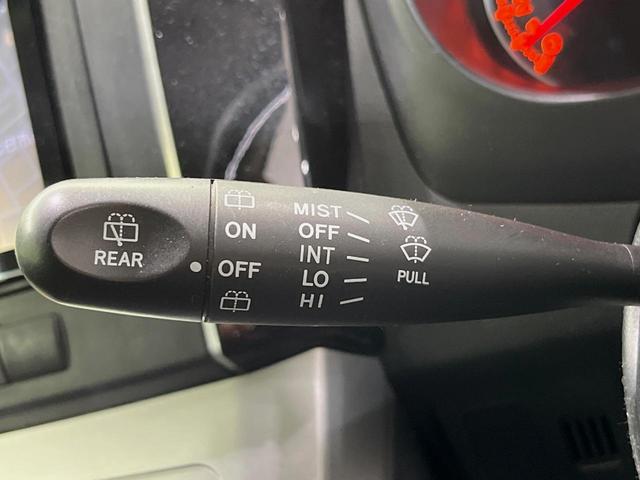 REAR
ON
OFF
MIST
OFF
INT
LO
HI
PULL